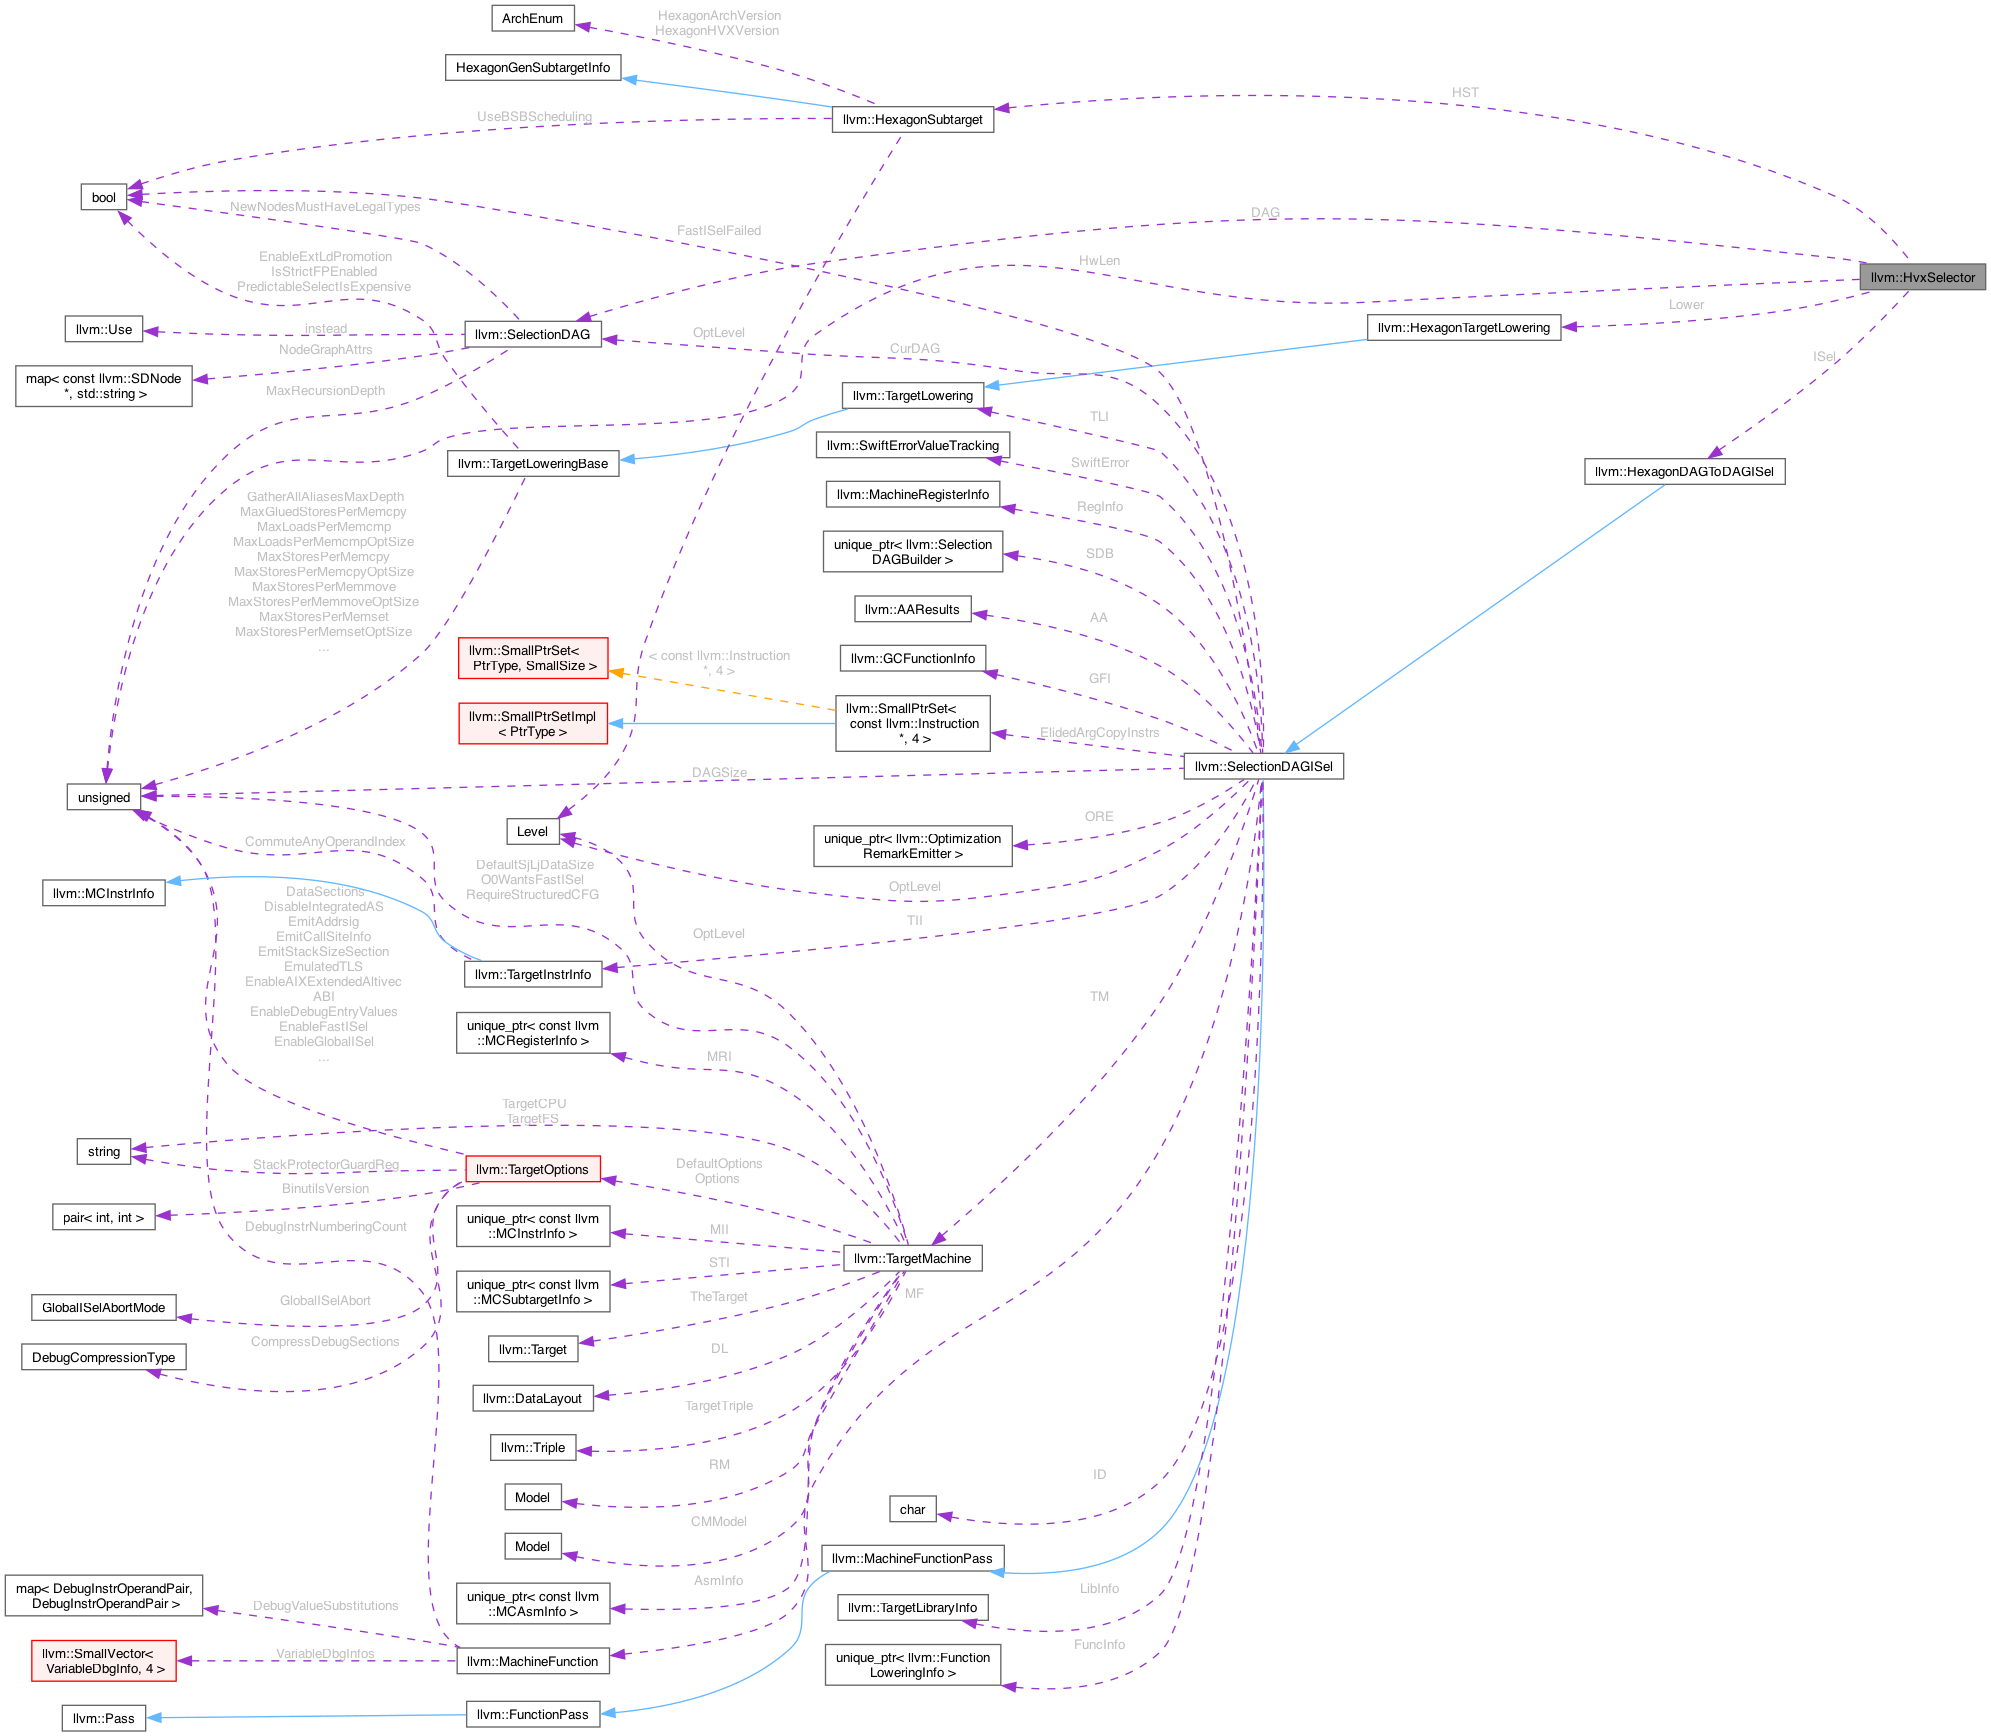 ArchEnum
HexagonArchVersion
HexagonHVXVersion
HexagonGenSubtargetInfo
HST
UseBSBScheduling
llvm::HexagonSubtarget
bool
NewNodesMustHaveLegalTypes
DAG
FastISelFailed
EnableExtLdPromotion
IsStrictFPEnabled
PredictableSelectIsExpensive
HwLen
llvm::HvxSelector
llvm::Use
instead
llvm::SelectionDAG
OptLevel
CurDAG
Lower
llvm::HexagonTargetLowering
NodeGraphAttrs
ISel
map< const llvm::SDNode
*, std::string >
MaxRecursionDepth
llvm::TargetLowering
TLI
llvm::SwiftErrorValueTracking
llvm::TargetLoweringBase
SwiftError
llvm::HexagonDAGToDAGISel
GatherAllAliasesMaxDepth
MaxGluedStoresPerMemcpy
MaxLoadsPerMemcmp
MaxLoadsPerMemcmpOptSize
MaxStoresPerMemcpy
MaxStoresPerMemcpyOptSize
MaxStoresPerMemmove
MaxStoresPerMemmoveOptSize
MaxStoresPerMemset
MaxStoresPerMemsetOptSize
...
llvm::MachineRegisterInfo
RegInfo
unique_ptr< llvm::Selection
DAGBuilder >
SDB
llvm::AAResults
AA
llvm::SmallPtrSet<
PtrType, SmallSize >
< const llvm::Instruction
*, 4 >
llvm::GCFunctionInfo
GFI
llvm::SmallPtrSetImpl
< PtrType >
llvm::SmallPtrSet<
const llvm::Instruction
*, 4 >
ElidedArgCopyInstrs
llvm::SelectionDAGISel
DAGSize
unsigned
Level
unique_ptr< llvm::Optimization
RemarkEmitter >
ORE
CommuteAnyOperandIndex
DefaultSjLjDataSize
O0WantsFastISel
RequireStructuredCFG
OptLevel
llvm::MCInstrInfo
DataSections
DisableIntegratedAS
EmitAddrsig
EmitCallSiteInfo
EmitStackSizeSection
EmulatedTLS
EnableAIXExtendedAltivec
ABI
EnableDebugEntryValues
EnableFastISel
EnableGlobalISel
...
TII
OptLevel
llvm::TargetInstrInfo
TM
unique_ptr< const llvm
::MCRegisterInfo >
MRI
TargetCPU
TargetFS
string
StackProtectorGuardReg
llvm::TargetOptions
DefaultOptions
Options
BinutilsVersion
pair< int, int >
DebugInstrNumberingCount
unique_ptr< const llvm
::MCInstrInfo >
MII
llvm::TargetMachine
STI
unique_ptr< const llvm
::MCSubtargetInfo >
TheTarget
MF
GlobalISelAbortMode
GlobalISelAbort
CompressDebugSections
DebugCompressionType
llvm::Target
DL
llvm::DataLayout
TargetTriple
llvm::Triple
RM
Model
ID
char
CMModel
Model
llvm::MachineFunctionPass
AsmInfo
unique_ptr< const llvm
::MCAsmInfo >
LibInfo
llvm::TargetLibraryInfo
map< DebugInstrOperandPair,
DebugInstrOperandPair >
DebugValueSubstitutions
llvm::SmallVector<
VariableDbgInfo, 4 >
VariableDbgInfos
llvm::MachineFunction
FuncInfo
unique_ptr< llvm::Function
LoweringInfo >
llvm::Pass
llvm::FunctionPass